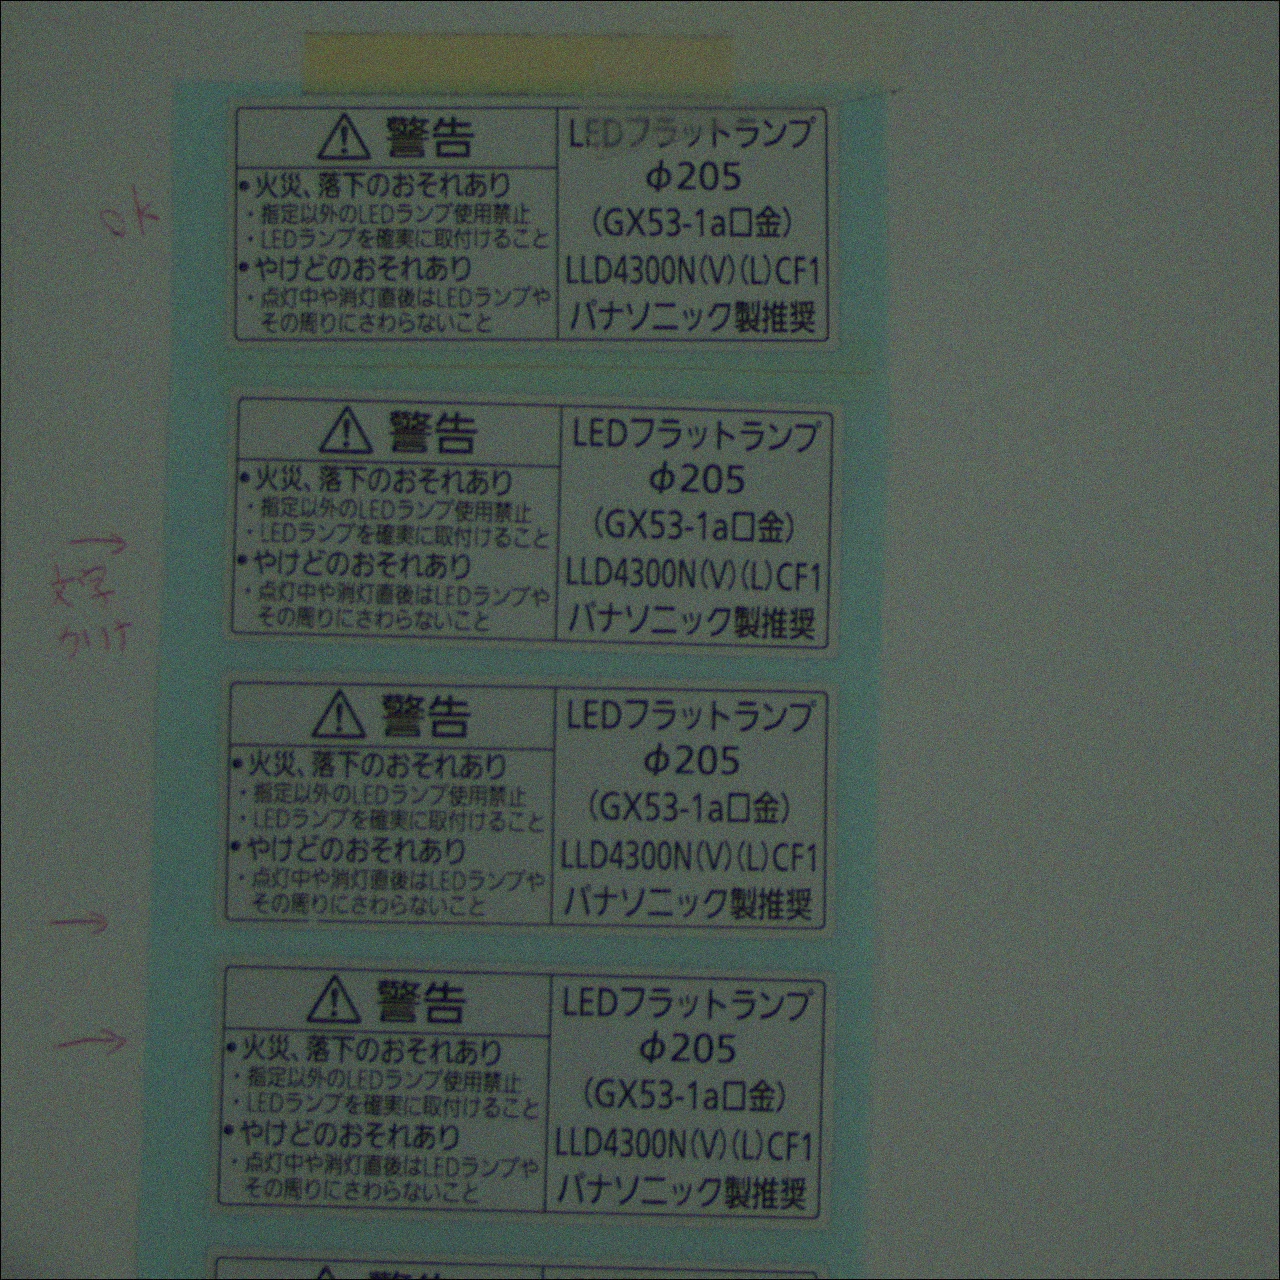 ⚠警告
●火災、落下のおそれあり
・指定以外のLEDランプ使用禁止
・LEDランプを確実に取付けること
●やけどのおそれあり
・点灯中や消灯直後はLEDランプや
その周りにさわらないこと
LEDフラットランプ
φ205
(GX53-1a口金)
LLD4300N(V)(L)CF1
パナソニック製推奨
ok
⚠警告
●火災、落下のおそれあり
・指定以外のLEDランプ使用禁止
・LEDランプを確実に取付けること
●やけどのおそれあり
・点灯中や消灯直後はLEDランプや
その周りにさわらないこと
LEDフラットランプ
φ205
(GX53-1a口金)
LLD4300N(V)(L)CF1
パナソニック製推奨
→
文字
⚠警告
●火災、落下のおそれあり
・指定以外のLEDランプ使用禁止
・LEDランプを確実に取付けること
●やけどのおそれあり
・点灯中や消灯直後はLEDランプや
その周りにさわらないこと
LEDフラットランプ
φ205
(GX53-1a口金)
LLD4300N(V)(L)CF1
パナソニック製推奨
→
⚠警告
●火災、落下のおそれあり
・指定以外のLEDランプ使用禁止
・LEDランプを確実に取付けること
●やけどのおそれあり
・点灯中や消灯直後はLEDランプや
その周りにさわらないこと
LEDフラットランプ
φ205
(GX53-1a口金)
LLD4300N(V)(L)CF1
パナソニック製推奨
→
⚠警告